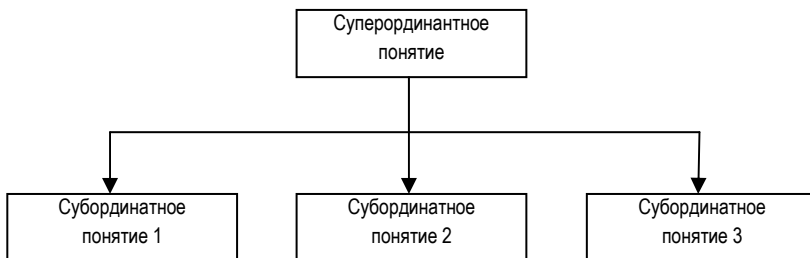 Суперординантное
понятие
Субординатное
понятие 1
Субординатное
понятие 2
Субординатное
понятие 3